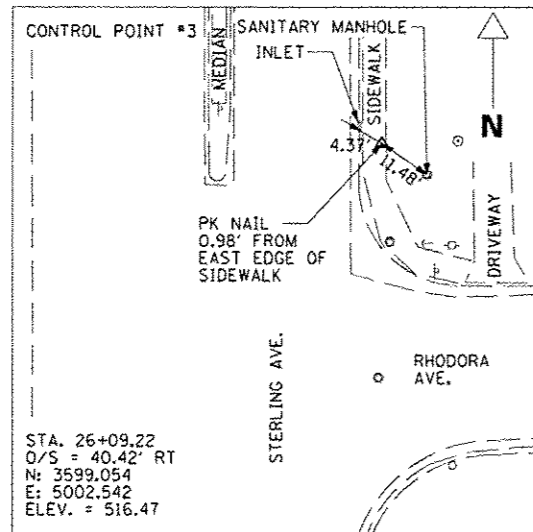 CONTROL POINT #3
SANITARY MANHOLE
INLET
MEDIAN
SIDEWALK
N
4.37'
11.48'
PK NAIL
0.98' FROM
EAST EDGE OF
SIDEWALK
DRIVEWAY
STERLING AVE.
RHODORA
AVE.
STA. 26+09.22
O/S = 40.42' RT
N: 3599.054
E: 5002.542
ELEV. = 516.47